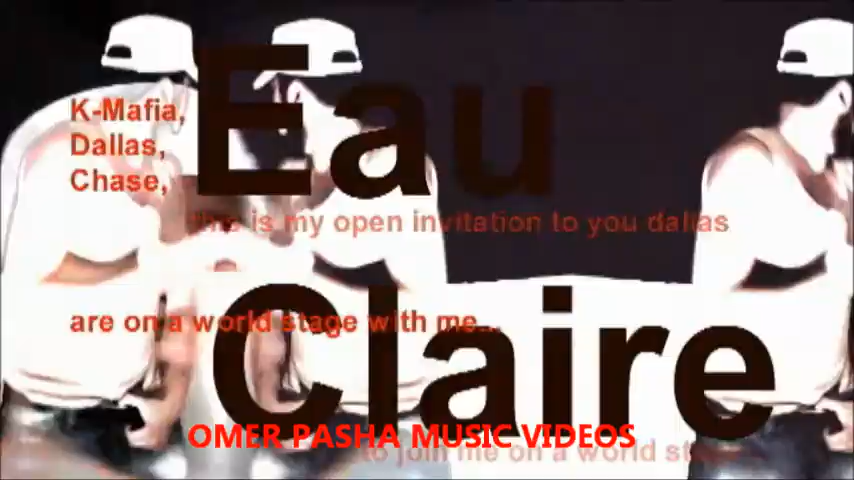 Eau
K-Mafia,
Dallas,
Chase,
this is my open invitation to you dallas
Claire
are on a world stage with me...
OMER PASHA MUSIC VIDEOS
to join me on a world